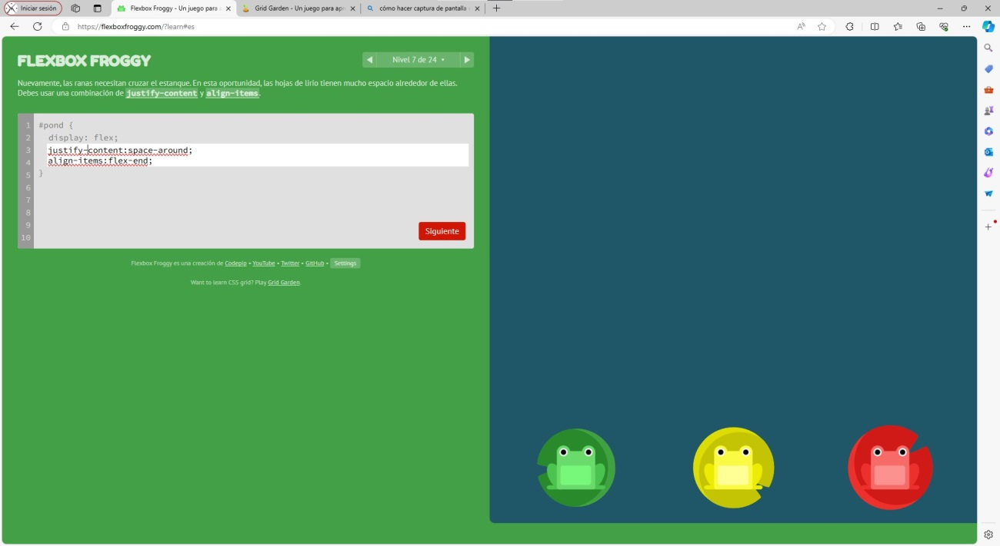 Iniciar sesión
Flexbox Froggy - Un juego para a
Grid Garden - Un juego para apr
cómo hacer captura de pantalla
https://flexboxfroggy.com/?learn#es
FLEXBOX FROGGY
Nivel 7 de 24
Nuevamente, las ranas necesitan cruzar el estanque. En esta oportunidad, las hojas de lirio tienen mucho espacio alrededor de ellas.
Debes usar una combinación de justify-content y align-items.
1 #pond {
2 display: flex;
3 justify-content:space-around;
4 align-items:flex-end;
5 }
6
7
8
9
10
Siguiente
Flexbox Froggy es una creación de Codepip • YouTube • Twitter • GitHub • Settings
Want to learn CSS grid? Play Grid Garden.